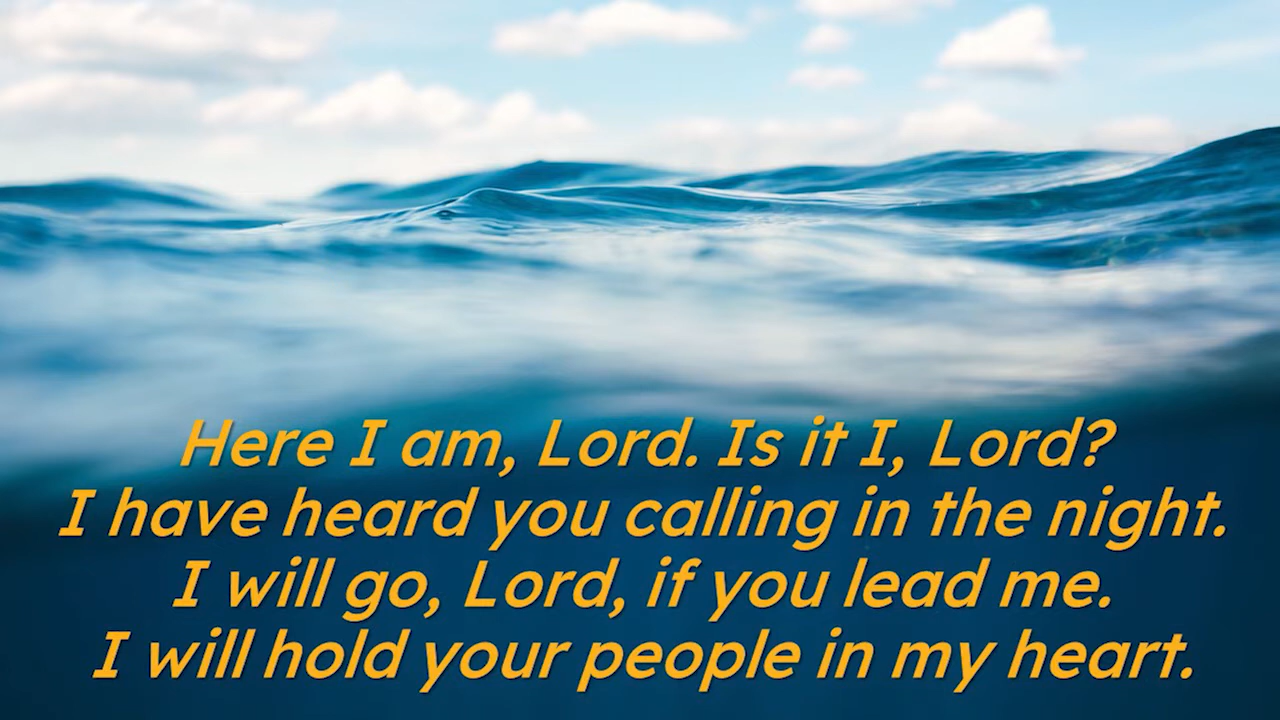 Here I am, Lord. Is it I, Lord?
I have heard you calling in the night.
I will go, Lord, if you lead me.
I will hold your people in my heart.